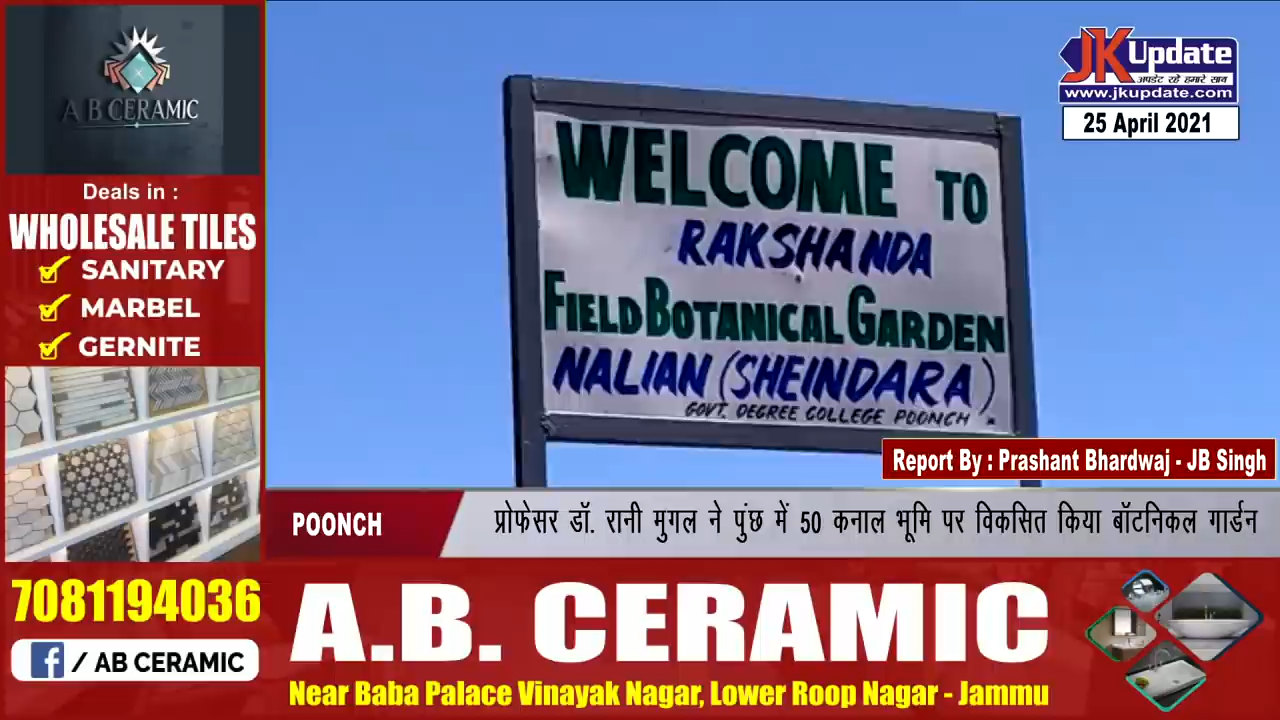 A B CERAMIC
Deals in :
WHOLESALE TILES
SANITARY
MARBEL
GERNITE
7081194036
f / AB CERAMIC
WELCOME TO
RAKSHANDA
FIELD BOTANICAL GARDEN
NALIAN (SHEINDARA)
GOVT. DEGREE COLLEGE POONCH
JK Update
अपडेट रहे हमारे साथ
www.jkupdate.com
25 April 2021
Report By : Prashant Bhardwaj - JB Singh
POONCH
प्रोफेसर डॉ. रानी मुगल ने पुंछ में 50 कनाल भूमि पर विकसित किया बॉटनिकल गार्डन
A.B. CERAMIC
Near Baba Palace Vinayak Nagar, Lower Roop Nagar - Jammu